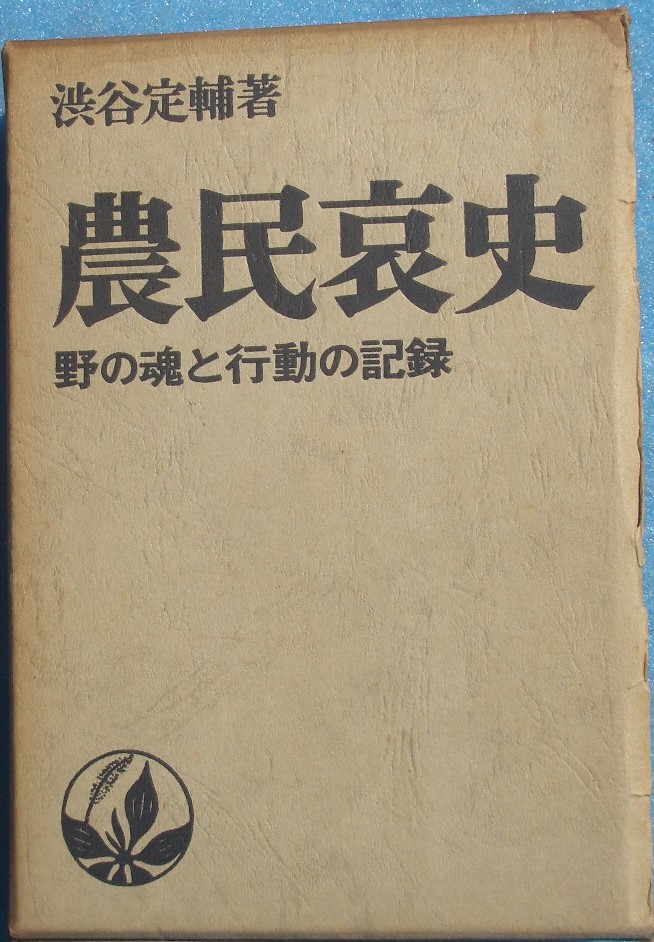 渋谷定輔著
農民哀史
野の魂と行動の記録